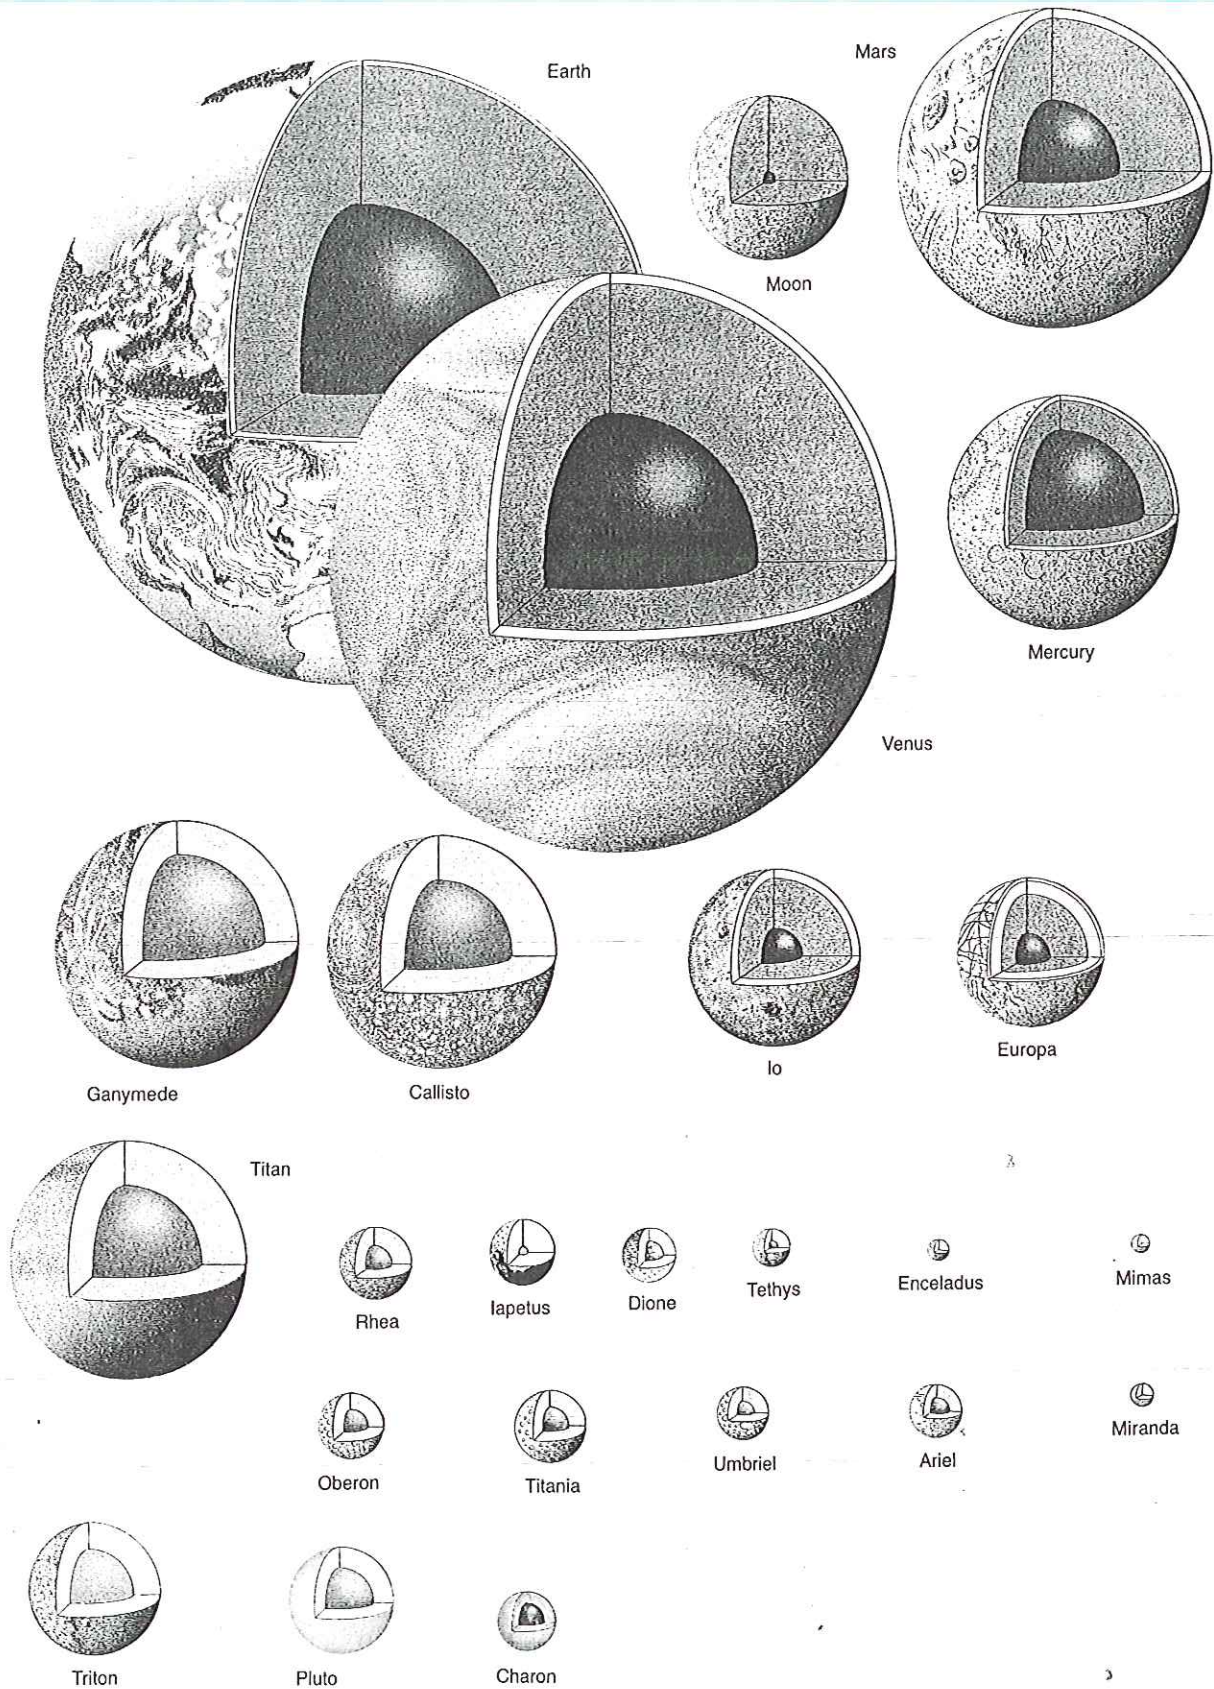 Earth
Mars
Moon
Mercury
Venus
Ganymede
Callisto
Io
Europa
Titan
Rhea
Iapetus
Dione
Tethys
Enceladus
Mimas
Oberon
Titania
Umbriel
Ariel
Miranda
Triton
Pluto
Charon